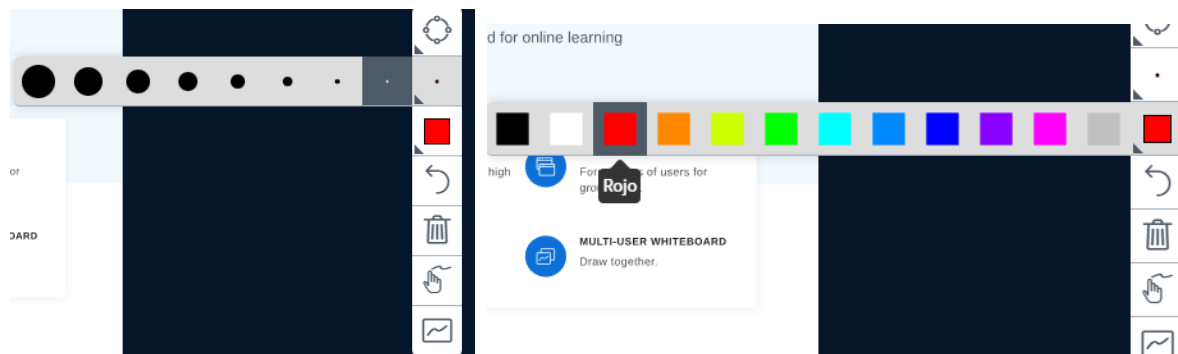 or
OARD
d for online learning
high
For s of users for
gro
Rojo
MULTI-USER WHITEBOARD
Draw together.